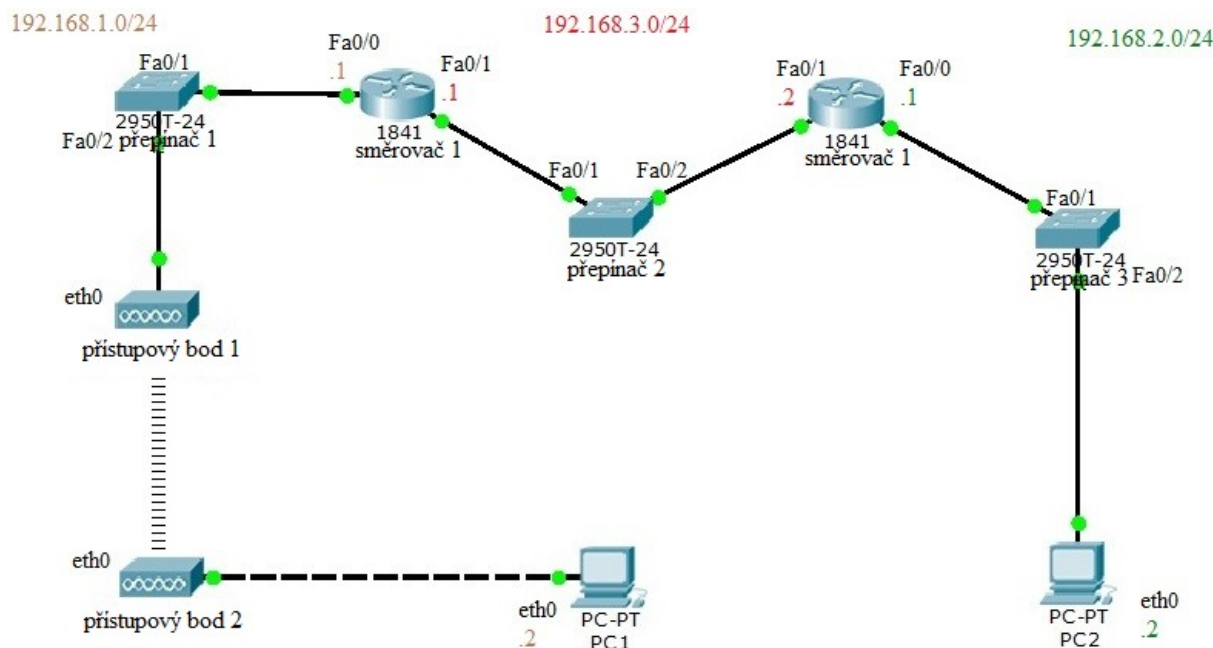 192.168.1.0/24
192.168.3.0/24
192.168.2.0/24
Fa0/1
Fa0/2
2950T-24
přepínač 1
Fa0/0
.1
Fa0/1
.1
1841
směrovač 1
Fa0/1
Fa0/2
2950T-24
přepínač 2
Fa0/1
.2
Fa0/0
.1
1841
směrovač 1
Fa0/1
2950T-24
přepínač 3
Fa0/2
eth0
přístupový bod 1
eth0
přístupový bod 2
eth0
.2
PC-PT
PC1
PC-PT
PC2
eth0
.2